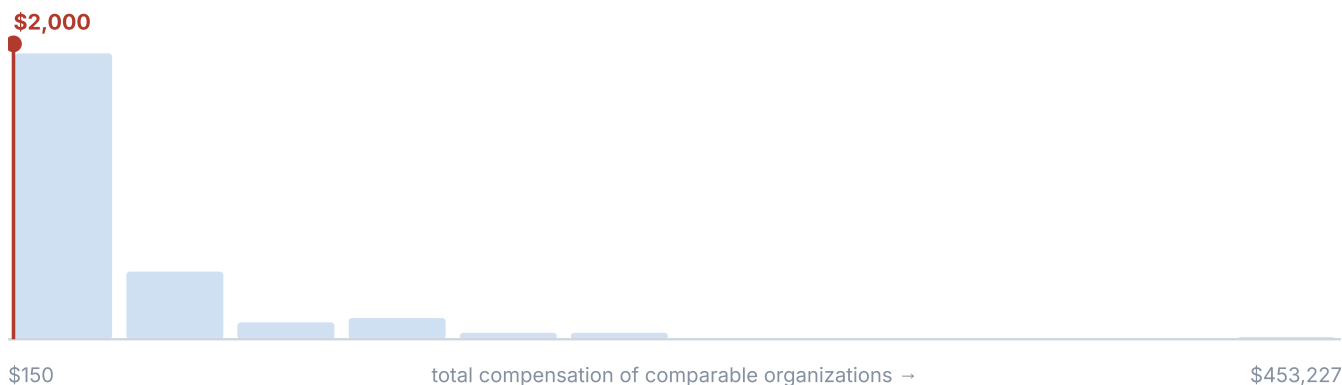 $2,000
$150 total compensation of comparable organizations → $453,227